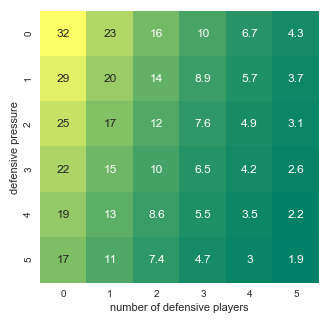 defensive pressure
0 32 23 16 10 6.7 4.3
1 29 20 14 8.9 5.7 3.7
2 25 17 12 7.6 4.9 3.1
3 22 15 10 6.5 4.2 2.6
4 19 13 8.6 5.5 3.5 2.2
5 17 11 7.4 4.7 3 1.9
0 1 2 3 4 5
number of defensive players